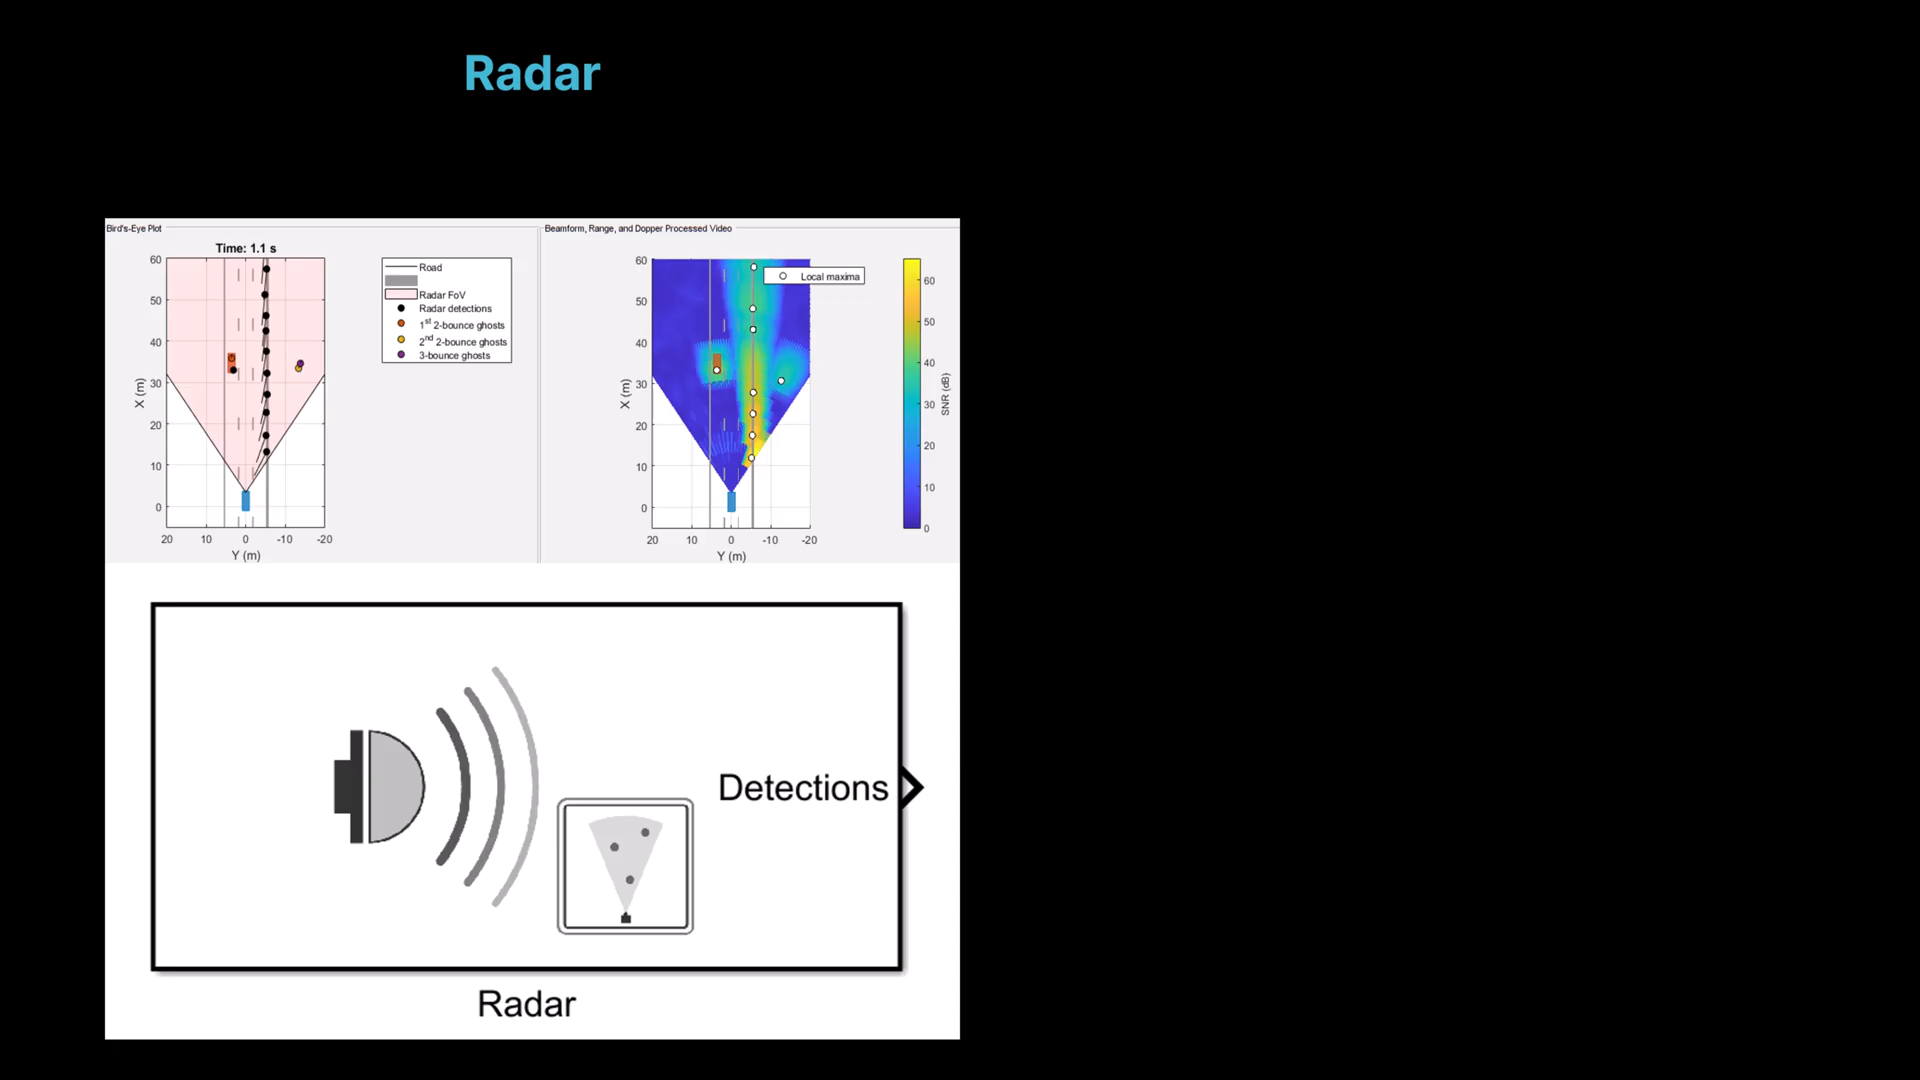 Radar
Bird's-Eye Plot
Time: 1.1 s
60
50
40
30
20
10
0
X (m)
20 10 0 -10 -20
Y (m)
Road
Radar FoV
Radar detections
1st 2-bounce ghosts
2nd 2-bounce ghosts
3-bounce ghosts
Beamform, Range, and Dopper Processed Video
Local maxima
60
50
40
30
20
10
0
X (m)
20 10 0 -10 -20
Y (m)
60
50
40
30
20
10
0
SNR (dB)
Detections
Radar